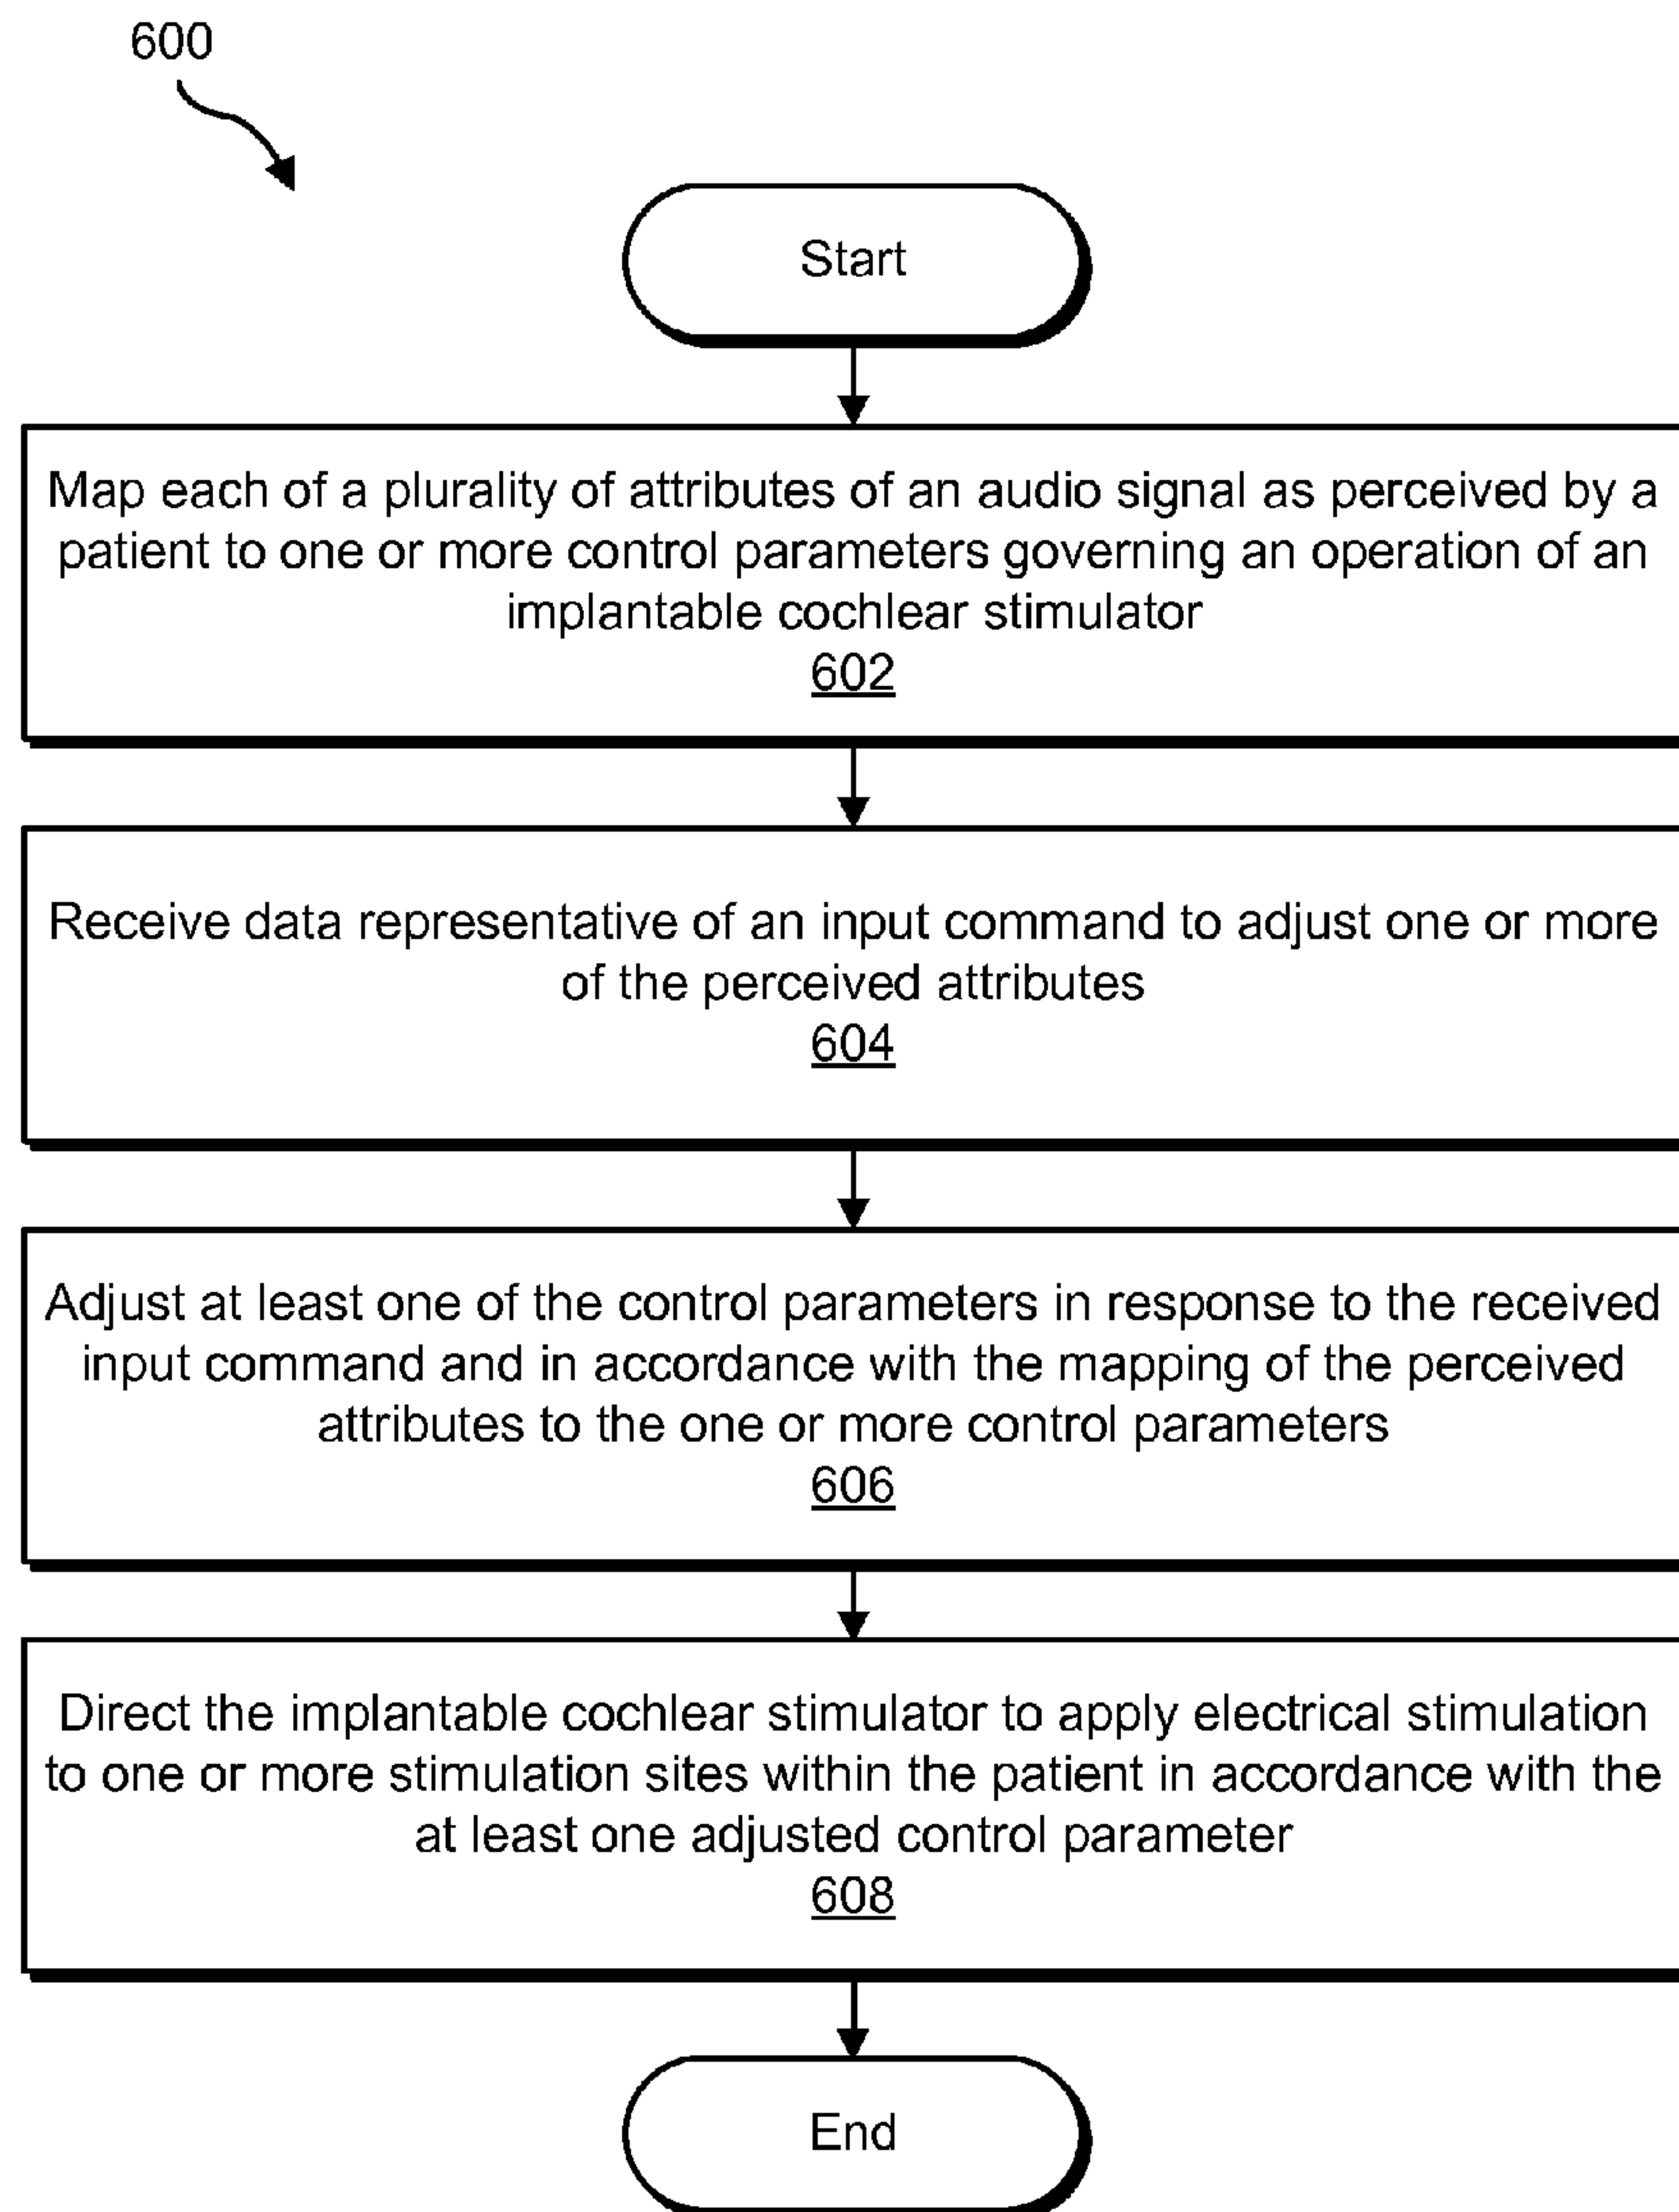 600
Start
Map each of a plurality of attributes of an audio signal as perceived by a
patient to one or more control parameters governing an operation of an
implantable cochlear stimulator
602
Receive data representative of an input command to adjust one or more
of the perceived attributes
604
Adjust at least one of the control parameters in response to the received
input command and in accordance with the mapping of the perceived
attributes to the one or more control parameters
606
Direct the implantable cochlear stimulator to apply electrical stimulation
to one or more stimulation sites within the patient in accordance with the
at least one adjusted control parameter
608
End